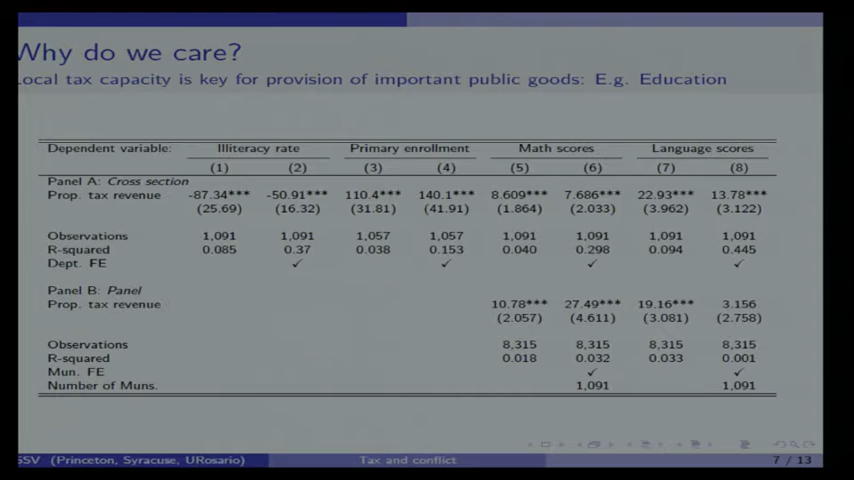 Why do we care?
Local tax capacity is key for provision of important public goods: E.g. Education
Dependent variable: Illiteracy rate Primary enrollment Math scores Language scores
(1) (2) (3) (4) (5) (6) (7) (8)
Panel A: Cross section
Prop. tax revenue -87.34*** -50.91*** 110.4*** 140.1*** 8.609*** 7.686*** 22.93*** 13.78***
(25.69) (16.32) (31.81) (41.91) (1.864) (2.033) (3.962) (3.122)
Observations 1,091 1,091 1,057 1,057 1,091 1,091 1,091 1,091
R-squared 0.085 0.37 0.038 0.153 0.040 0.298 0.094 0.445
Dept. FE ✓ ✓ ✓ ✓
Panel B: Panel
Prop. tax revenue 10.78*** 27.49*** 19.16*** 3.156
(2.057) (4.611) (3.081) (2.758)
Observations 8,315 8,315 8,315 8,315
R-squared 0.018 0.032 0.033 0.001
Mun. FE ✓ ✓
Number of Muns. 1,091 1,091
SSV (Princeton, Syracuse, URosario) Tax and conflict 7 / 13